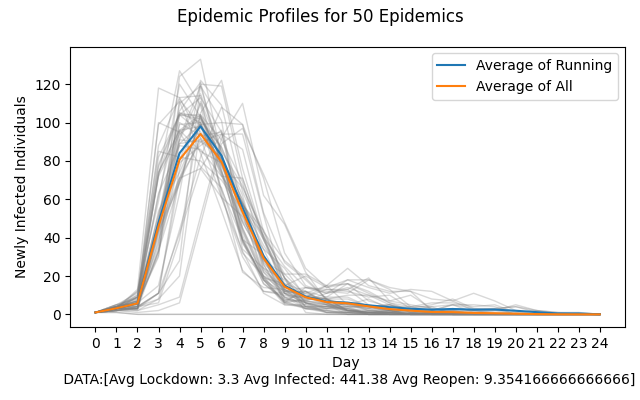 Epidemic Profiles for 50 Epidemics
Average of Running
Average of All
Newly Infected Individuals
120
100
80
60
40
20
0
0 1 2 3 4 5 6 7 8 9 10 11 12 13 14 15 16 17 18 19 20 21 22 23 24
Day
DATA:[Avg Lockdown: 3.3 Avg Infected: 441.38 Avg Reopen: 9.354166666666666]